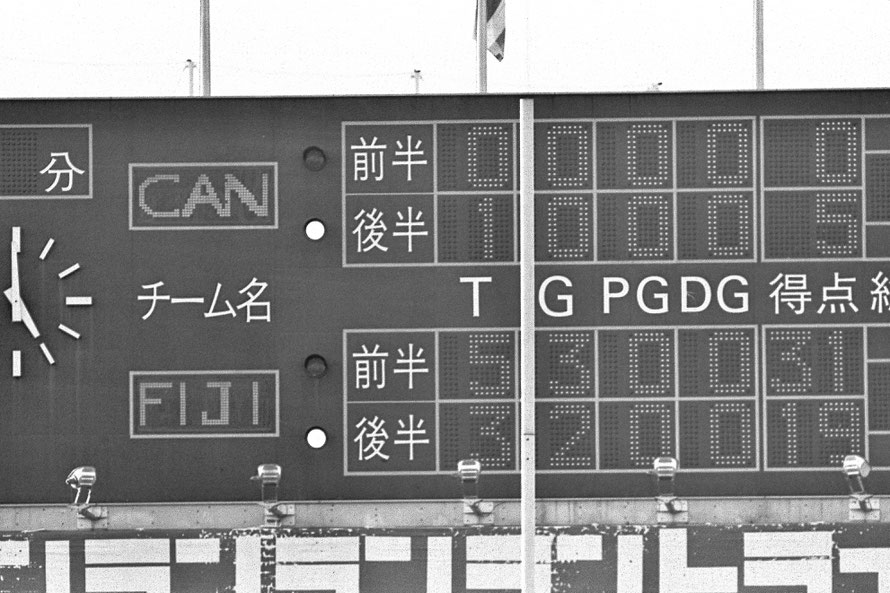 分
CAN
前半 0 0 0 0 0
後半 1 0 0 0 5
チーム名 T G PG DG 得点
FIJI
前半 5 3 0 0 31
後半 3 2 0 0 19